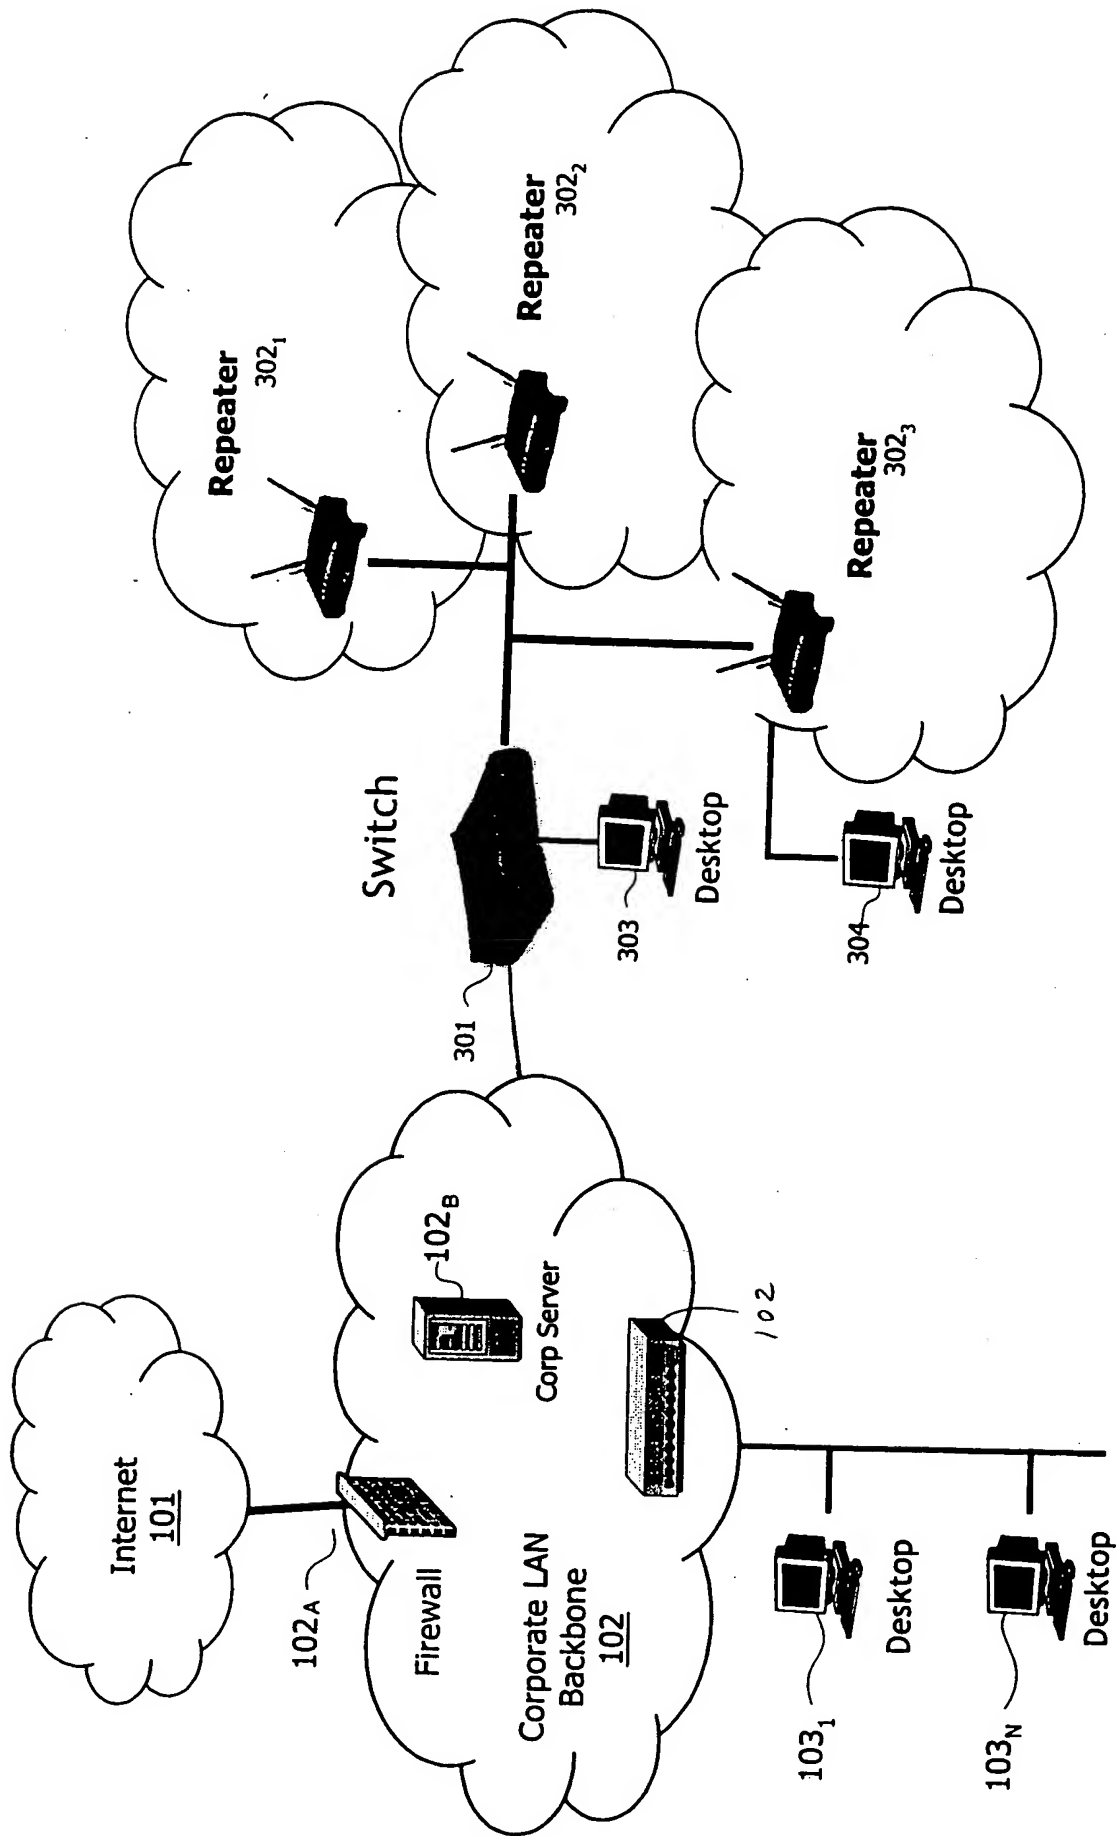 Internet
101
102A
Firewall
Corporate LAN
Backbone
102
102B
Corp Server
102
103₁
Desktop
103N
Desktop
301
Switch
303
Desktop
304
Desktop
Repeater
302₁
Repeater
302₂
Repeater
302₃